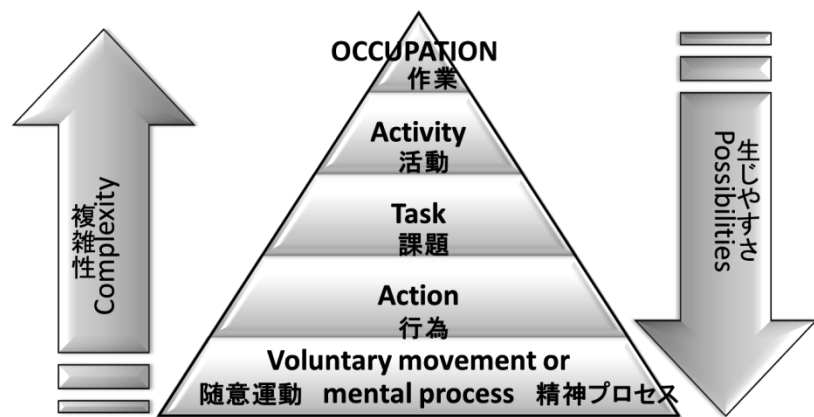 OCCUPATION
作業
Activity
活動
Task
課題
Action
行為
Voluntary movement or
随意運動 mental process 精神プロセス
複雑性
Complexity
生じやすさ
Possibilities